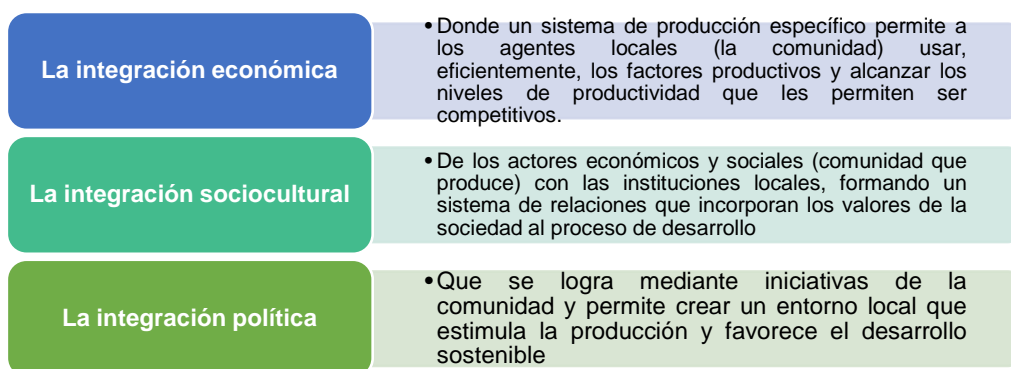 La integración económica
• Donde un sistema de producción específico permite a
los agentes locales (la comunidad) usar,
eficientemente, los factores productivos y alcanzar los
niveles de productividad que les permiten ser
competitivos.
La integración sociocultural
• De los actores económicos y sociales (comunidad que
produce) con las instituciones locales, formando un
sistema de relaciones que incorporan los valores de la
sociedad al proceso de desarrollo
La integración política
• Que se logra mediante iniciativas de la
comunidad y permite crear un entorno local que
estimula la producción y favorece el desarrollo
sostenible